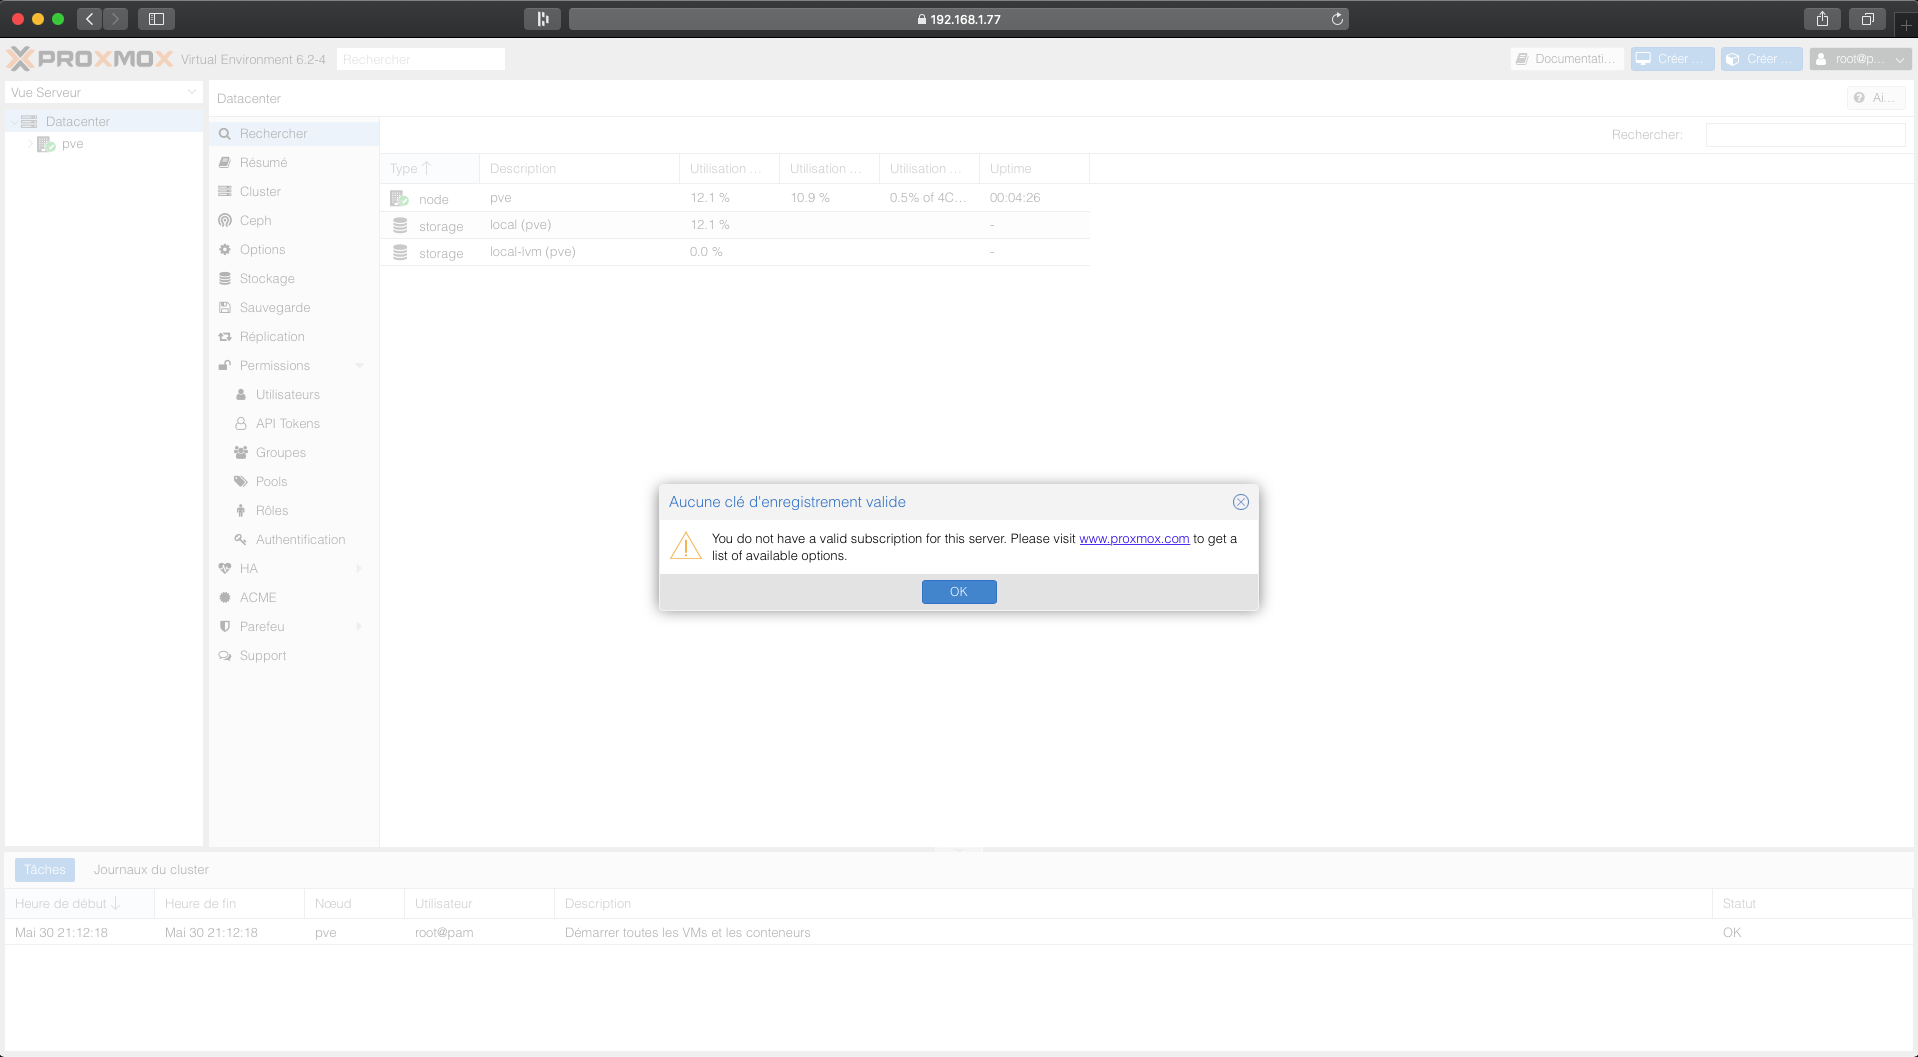 192.168.1.77
PROXMOX Virtual Environment 6.2-4 Rechercher Documentati... Créer ... Créer ... root@p...
Vue Serveur
Datacenter
pve
Datacenter Ai...
Rechercher
Résumé
Cluster
Ceph
Options
Stockage
Sauvegarde
Réplication
Permissions
Utilisateurs
API Tokens
Groupes
Pools
Rôles
Authentification
HA
ACME
Parefeu
Support
Rechercher:
Type Description Utilisation ... Utilisation ... Utilisation ... Uptime
node pve 12.1 % 10.9 % 0.5% of 4C... 00:04:26
storage local (pve) 12.1 % -
storage local-lvm (pve) 0.0 % -
Aucune clé d'enregistrement valide
You do not have a valid subscription for this server. Please visit www.proxmox.com to get a
list of available options.
OK
Tâches Journaux du cluster
Heure de début Heure de fin Nœud Utilisateur Description Statut
Mai 30 21:12:18 Mai 30 21:12:18 pve root@pam Démarrer toutes les VMs et les conteneurs OK